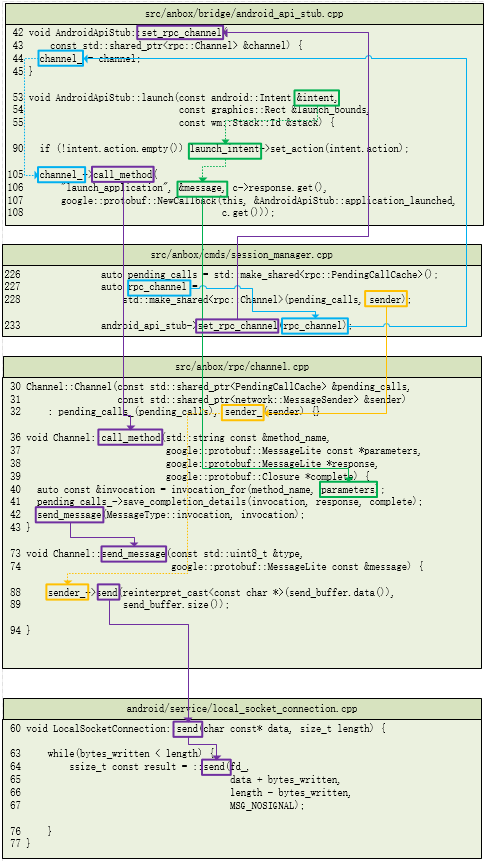 src/anbox/bridge/android_api_stub.cpp
42 void AndroidApiStub::set_rpc_channel(
43 const std::shared_ptr<rpc::Channel> &channel) {
44 channel_ = channel;
45 }
53 void AndroidApiStub::launch(const android::Intent &intent,
54 const graphics::Rect &launch_bounds,
55 const wm::Stack::Id &stack) {
90 if (!intent.action.empty()) launch_intent->set_action(intent.action);
105 channel_->call_method(
106 "launch_application", &message, c->response.get(),
107 google::protobuf::NewCallback(this, &AndroidApiStub::application_launched,
108 c.get()));
src/anbox/cmds/session_manager.cpp
226 auto pending_calls = std::make_shared<rpc::PendingCallCache>();
227 auto rpc_channel =
228 std::make_shared<rpc::Channel>(pending_calls, sender);
233 android_api_stub->set_rpc_channel(rpc_channel);
src/anbox/rpc/channel.cpp
30 Channel::Channel(const std::shared_ptr<PendingCallCache> &pending_calls,
31 const std::shared_ptr<network::MessageSender> &sender)
32 : pending_calls_(pending_calls), sender_(sender) {}
36 void Channel::call_method(std::string const &method_name,
37 google::protobuf::MessageLite const *parameters,
38 google::protobuf::MessageLite *response,
39 google::protobuf::Closure *complete) {
40 auto const &invocation = invocation_for(method_name, parameters);
41 pending_calls_->save_completion_details(invocation, response, complete);
42 send_message(MessageType::invocation, invocation);
43 }
73 void Channel::send_message(const std::uint8_t &type,
74 google::protobuf::MessageLite const &message) {
88 sender_->send(reinterpret_cast<const char *>(send_buffer.data()),
89 send_buffer.size());
94 }
android/service/local_socket_connection.cpp
60 void LocalSocketConnection::send(char const* data, size_t length) {
63 while(bytes_written < length) {
64 ssize_t const result = ::send(fd_,
65 data + bytes_written,
66 length - bytes_written,
67 MSG_NOSIGNAL);
76 }
77 }